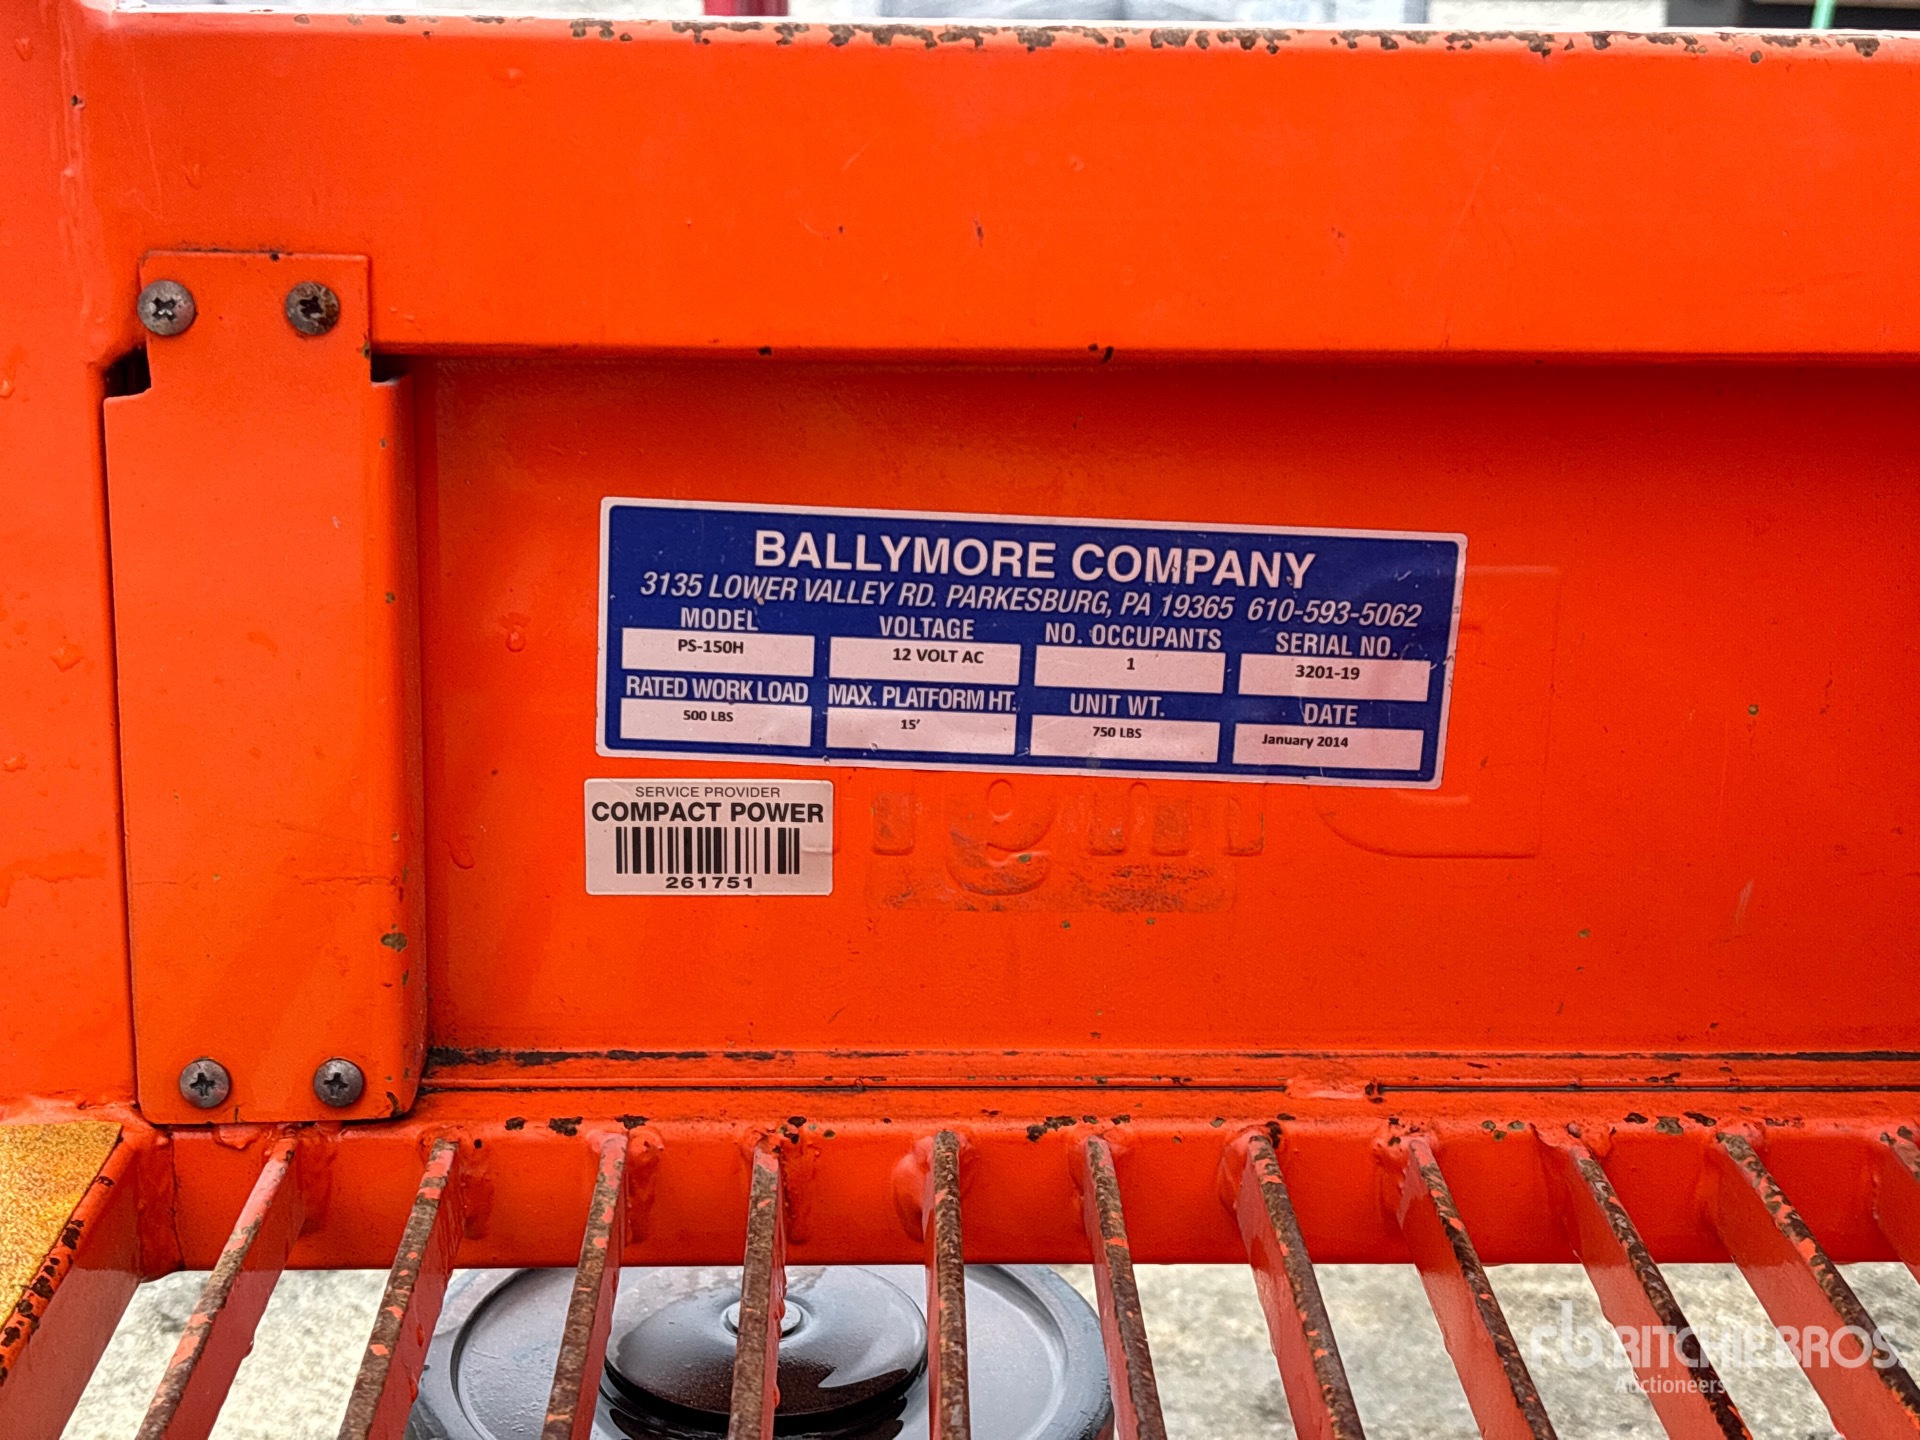 BALLYMORE COMPANY
3135 LOWER VALLEY RD. PARKESBURG, PA 19365 610-593-5062
MODEL VOLTAGE NO. OCCUPANTS SERIAL NO.
PS-150H 12 VOLT AC 1 3201-19
RATED WORK LOAD MAX. PLATFORM HT. UNIT WT. DATE
500 LBS 15' 750 LBS January 2014
SERVICE PROVIDER
COMPACT POWER
261751
rb RITCHIE BROS.
Auctioneers